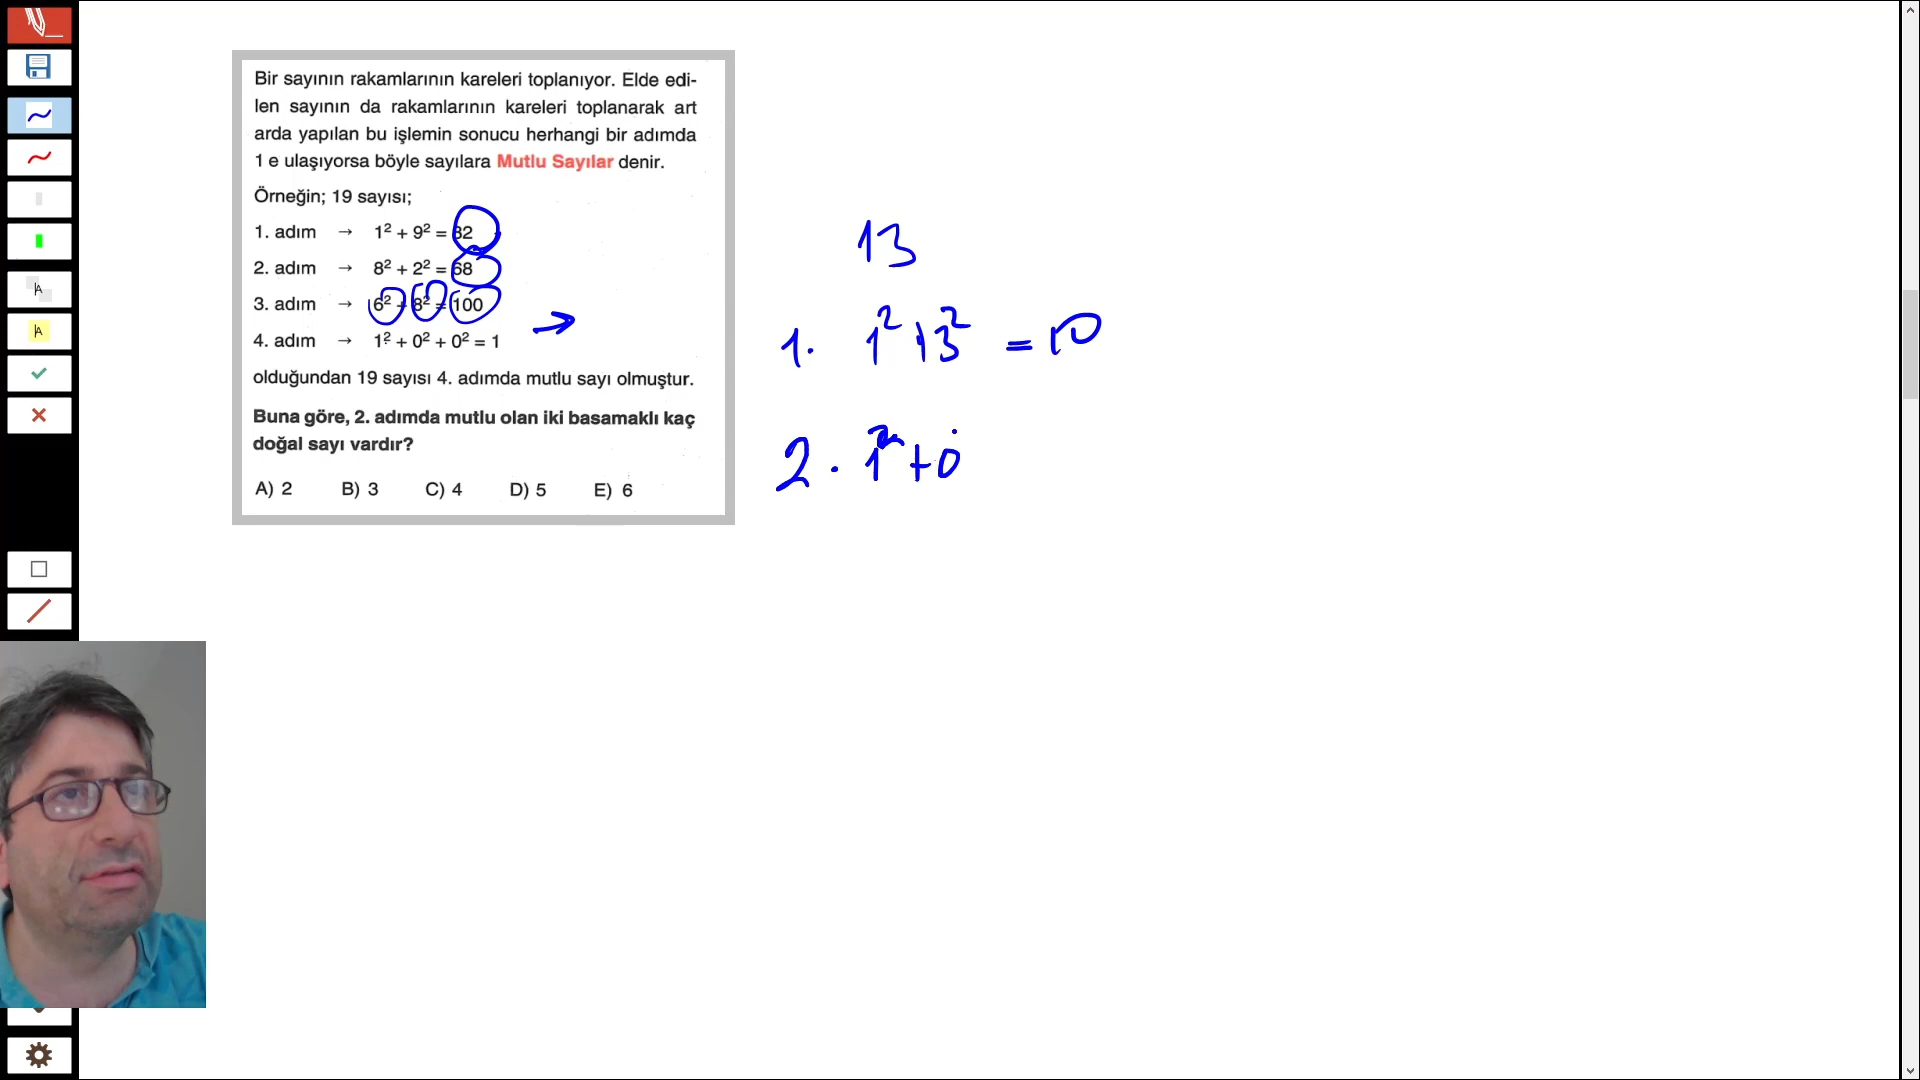 Bir sayının rakamlarının kareleri toplanıyor. Elde edi-
len sayının da rakamlarının kareleri toplanarak art
arda yapılan bu işlemin sonucu herhangi bir adımda
1 e ulaşıyorsa böyle sayılara Mutlu Sayılar denir.
Örneğin; 19 sayısı;
1. adım → 1² + 9² = 82
2. adım → 8² + 2² = 68
3. adım → 6² + 8² = 100
4. adım → 1² + 0² + 0² = 1
olduğundan 19 sayısı 4. adımda mutlu sayı olmuştur.
Buna göre, 2. adımda mutlu olan iki basamaklı kaç
doğal sayı vardır?
A) 2 B) 3 C) 4 D) 5 E) 6
13
1. 1² + 3² = 10
2. 1² + 0
A
A